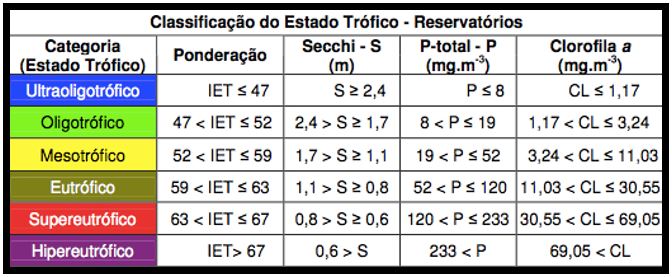 Classificação do Estado Trófico - Reservatórios
Categoria (Estado Trófico) Ponderação Secchi - S (m) P-total - P (mg.m-3) Clorofila a (mg.m-3)
Ultraoligotrófico IET ≤ 47 S ≥ 2,4 P ≤ 8 CL ≤ 1,17
Oligotrófico 47 < IET ≤ 52 2,4 > S ≥ 1,7 8 < P ≤ 19 1,17 < CL ≤ 3,24
Mesotrófico 52 < IET ≤ 59 1,7 > S ≥ 1,1 19 < P ≤ 52 3,24 < CL ≤ 11,03
Eutrófico 59 < IET ≤ 63 1,1 > S ≥ 0,8 52 < P ≤ 120 11,03 < CL ≤ 30,55
Supereutrófico 63 < IET ≤ 67 0,8 > S ≥ 0,6 120 < P ≤ 233 30,55 < CL ≤ 69,05
Hipereutrófico IET> 67 0,6 > S 233 < P 69,05 < CL